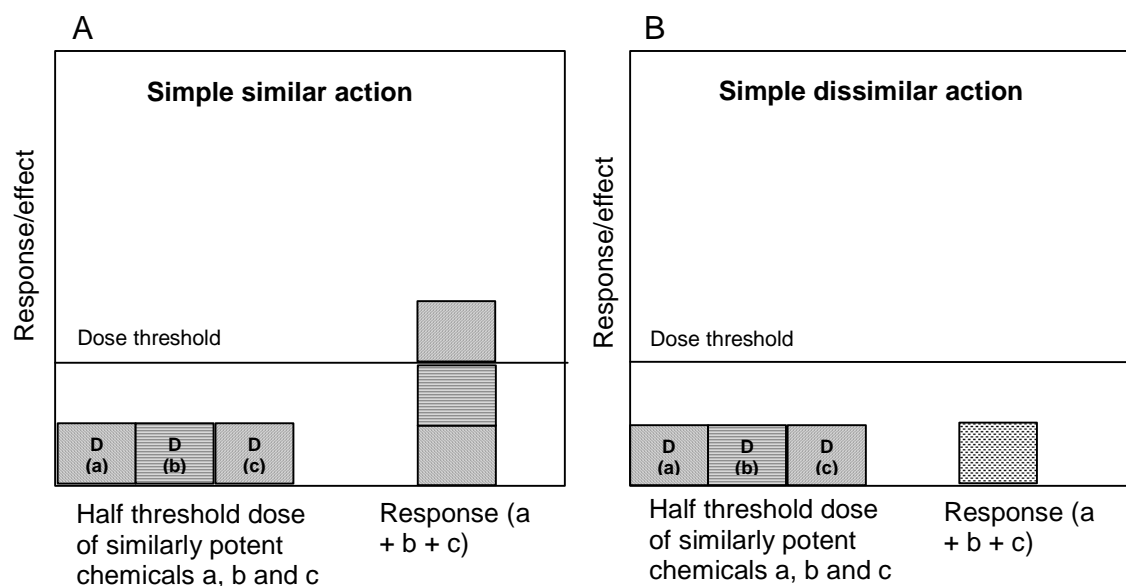 A
Simple similar action
Response/effect
Dose threshold
D
(a)
D
(b)
D
(c)
Half threshold dose
of similarly potent
chemicals a, b and c
Response (a
+ b + c)
B
Simple dissimilar action
Response/effect
Dose threshold
D
(a)
D
(b)
D
(c)
Half threshold dose
of similarly potent
chemicals a, b and c
Response (a
+ b + c)